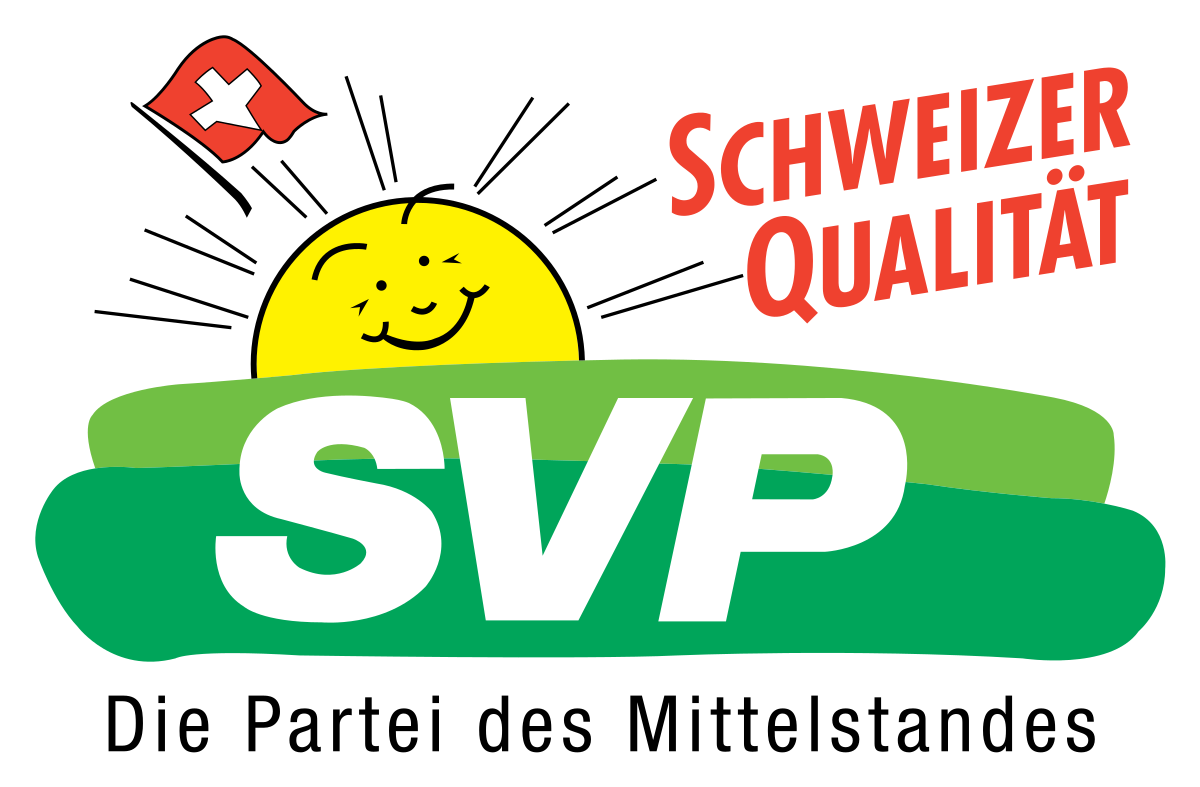 SCHWEIZER
QUALITÄT
SVP
Die Partei des Mittelstandes